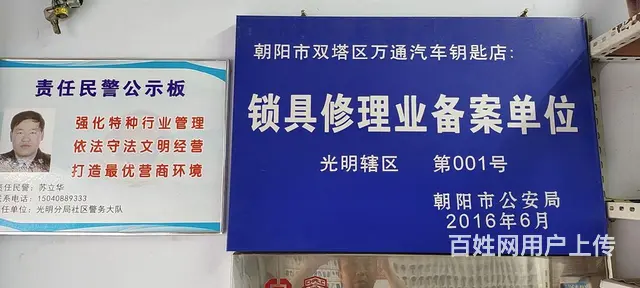 责任民警公示板
强化特种行业管理
依法守法文明经营
打造最优营商环境
责任民警：苏立华
系电话：15040889333
任单位：光明分局社区警务大队
朝阳市双塔区万通汽车钥匙店：
锁具修理业备案单位
光明辖区 第001号
朝阳市公安局
2016年6月
百姓网用户上传